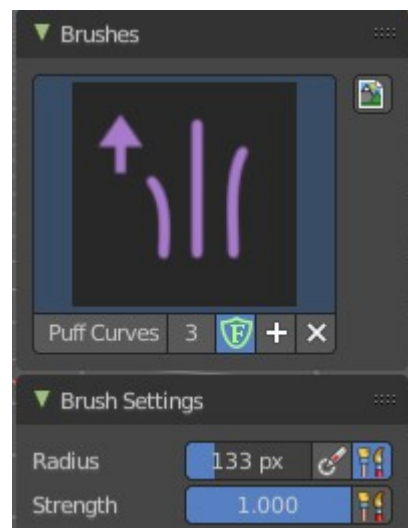 Brushes
Puff Curves 3 F
Brush Settings
Radius 133 px
Strength 1.000